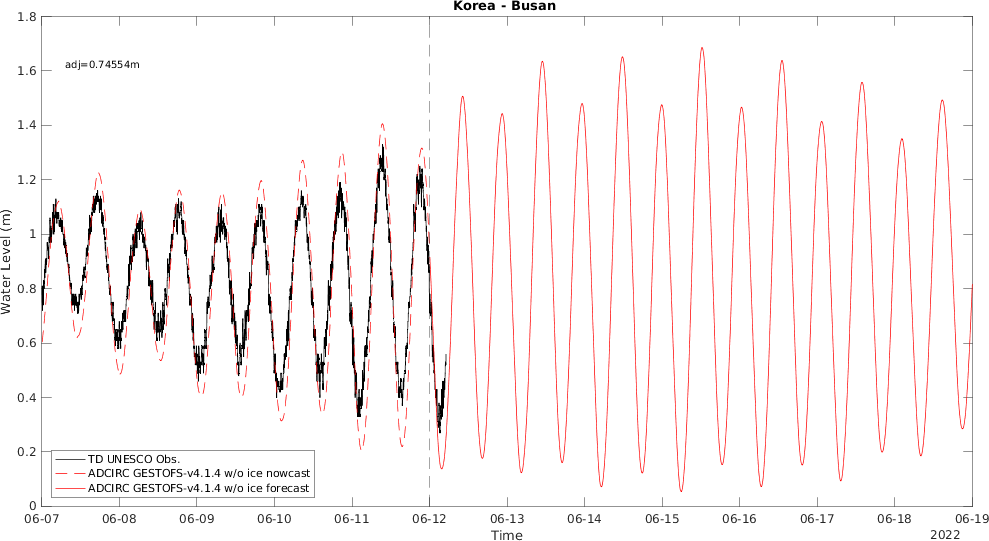 Korea - Busan
1.8
1.6
1.4
1.2
1
0.8
0.6
0.4
0.2
0
Water Level (m)
adj=0.74554m
TD UNESCO Obs.
ADCIRC GESTOFS-v4.1.4 w/o ice nowcast
ADCIRC GESTOFS-v4.1.4 w/o ice forecast
06-07 06-08 06-09 06-10 06-11 06-12 06-13 06-14 06-15 06-16 06-17 06-18 06-19
Time
2022